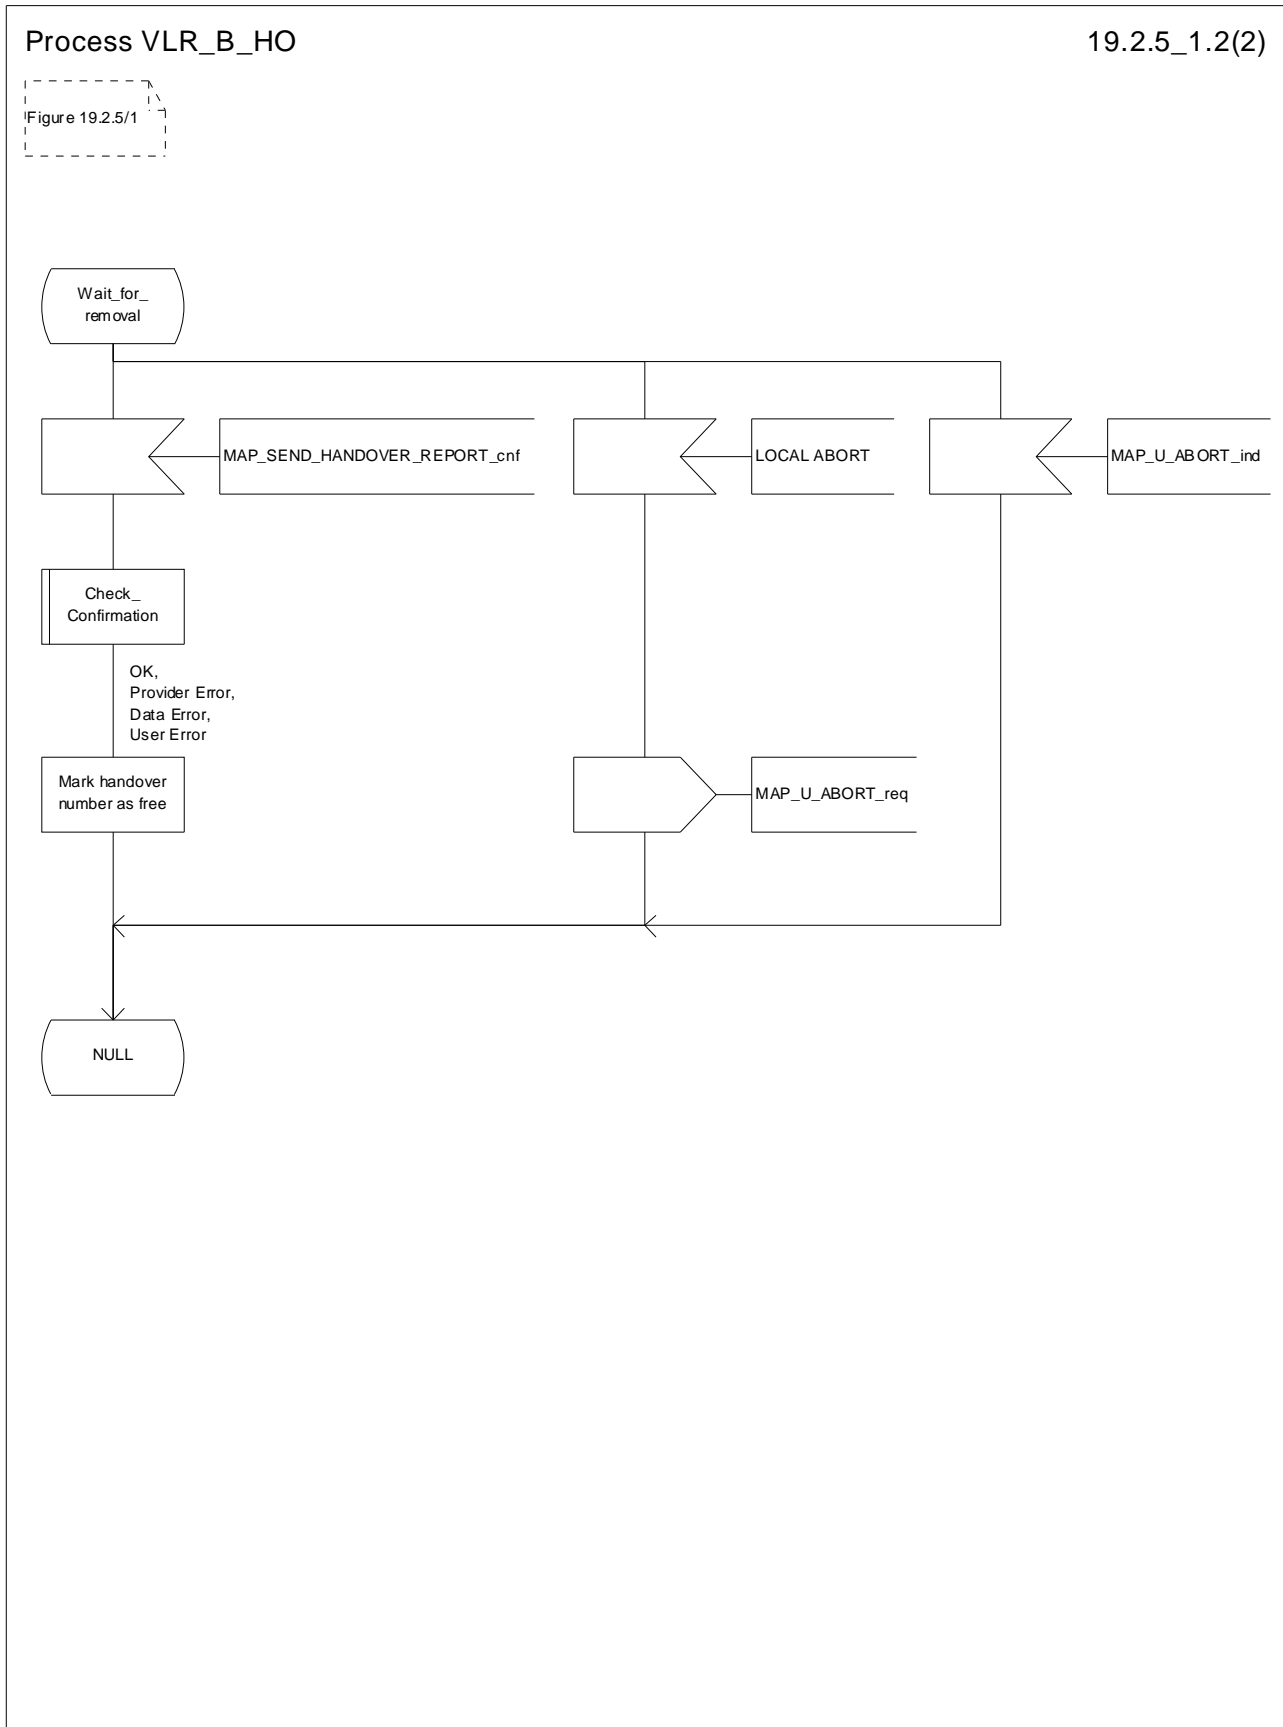 Process VLR_B_HO
19.2.5_1.2(2)
Figure 19.2.5/1
Wait_for_
removal
MAP_SEND_HANDOVER_REPORT_cnf
LOCAL ABORT
MAP_U_ABORT_ind
Check_
Confirmation
OK,
Provider Error,
Data Error,
User Error
Mark handover
number as free
MAP_U_ABORT_req
NULL